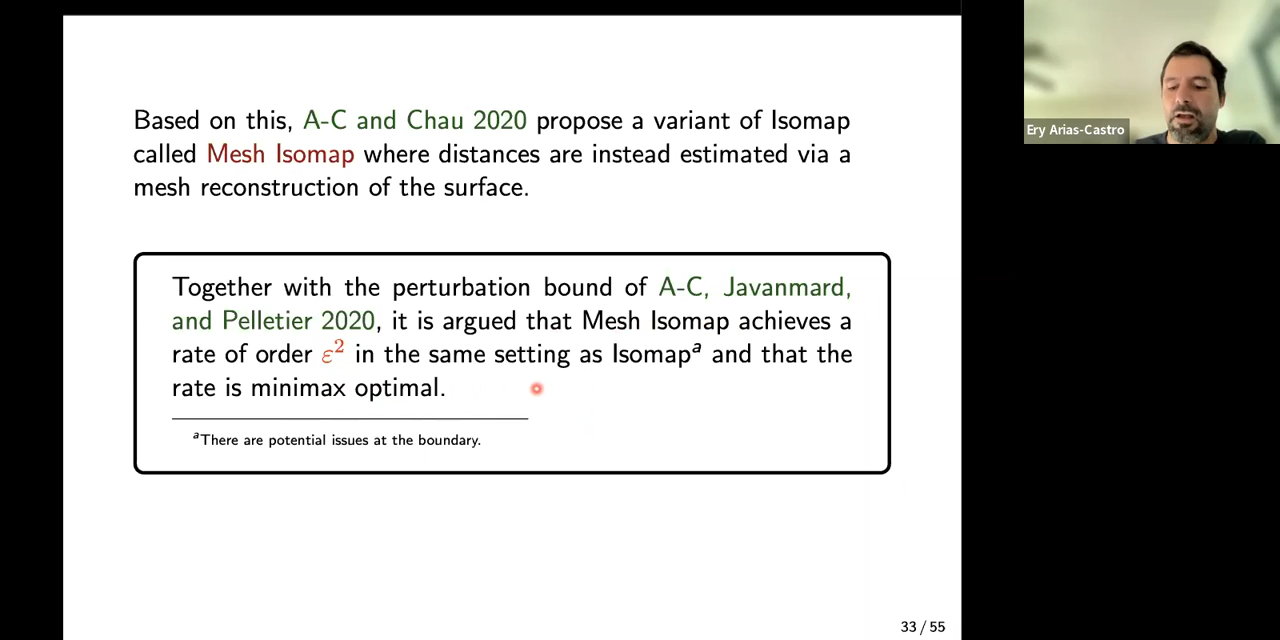 Based on this, A-C and Chau 2020 propose a variant of Isomap
called Mesh Isomap where distances are instead estimated via a
mesh reconstruction of the surface.
Together with the perturbation bound of A-C, Javanmard,
and Pelletier 2020, it is argued that Mesh Isomap achieves a
rate of order ε² in the same setting as Isomapᵃ and that the
rate is minimax optimal.
ᵃThere are potential issues at the boundary.
33 / 55
Ery Arias-Castro